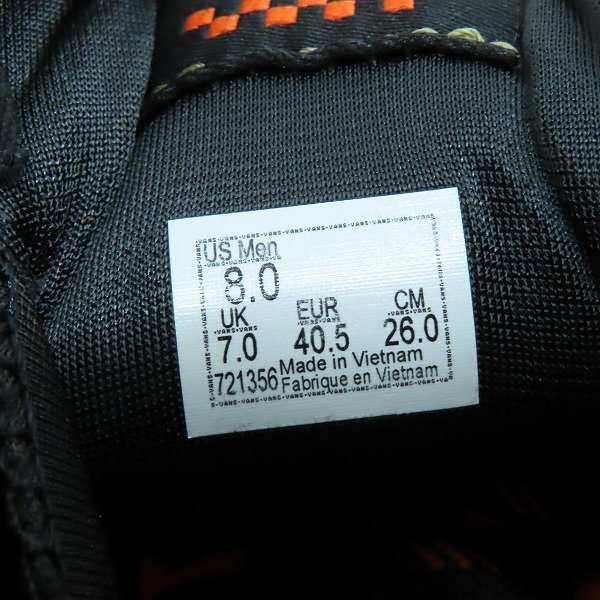 US Men
8.0
UK EUR CM
7.0 40.5 26.0
721356 Made in Vietnam
Fabrique en Vietnam